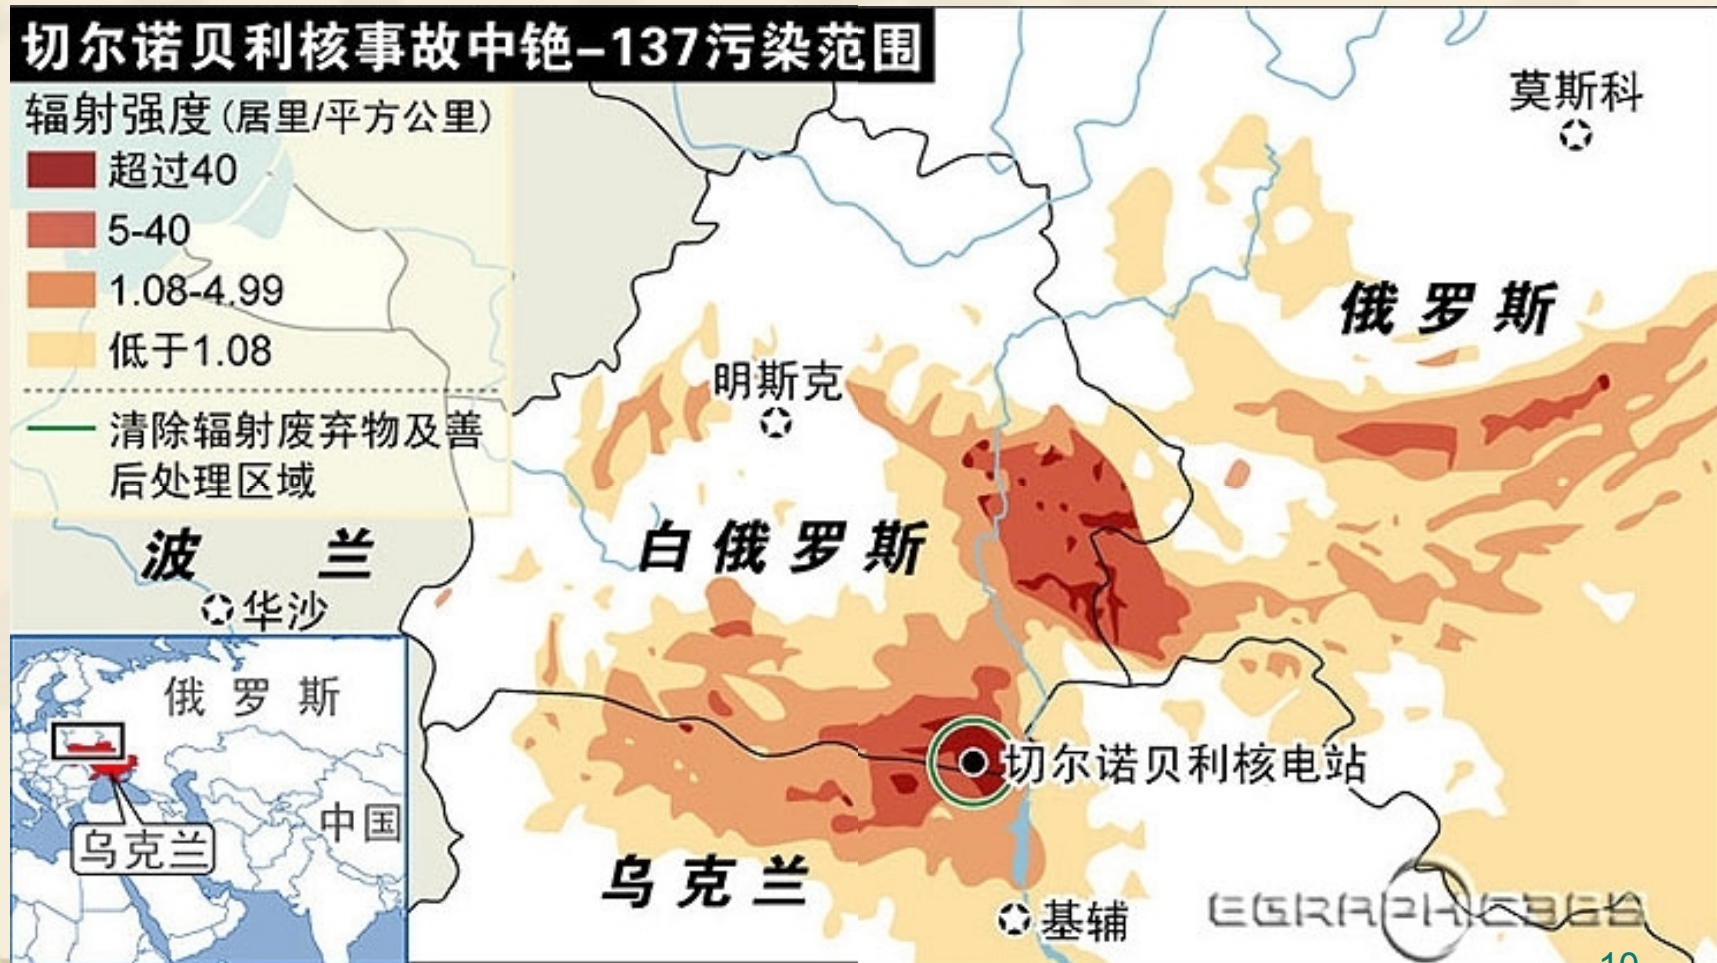 切尔诺贝利核事故中铯-137污染范围
辐射强度(居里/平方公里)
超过40
5-40
1.08-4.99
低于1.08
清除辐射废弃物及善
后处理区域
莫斯科
俄罗斯
明斯克
白俄罗斯
波兰
华沙
俄罗斯
中国
乌克兰
切尔诺贝利核电站
乌克兰
基辅
10